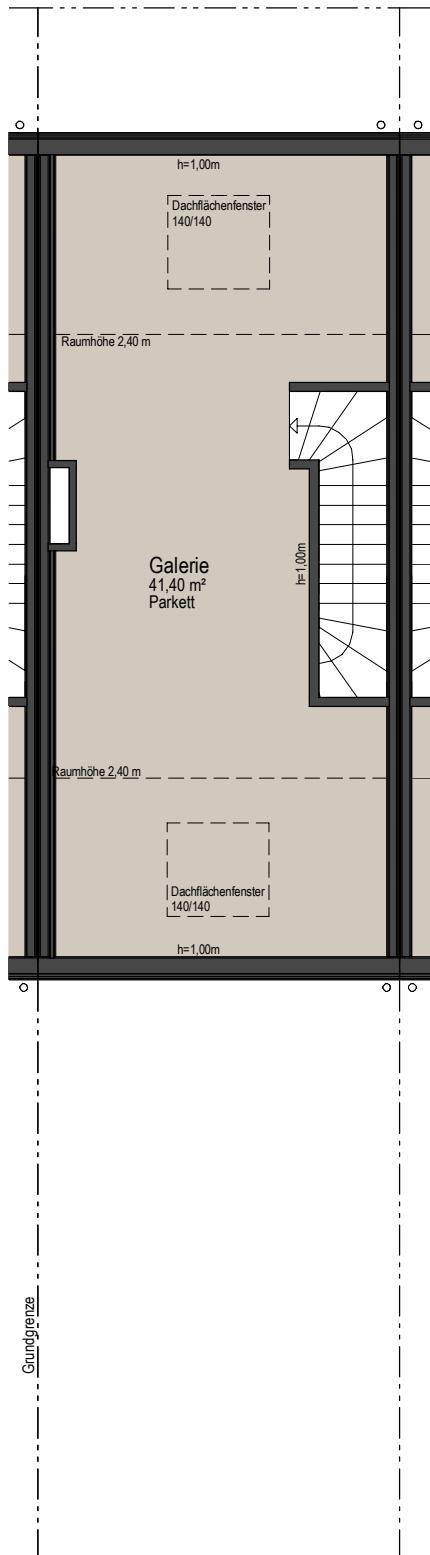 h=1,00m
Dachflächenfenster
140/140
Raumhöhe 2,40 m
Galerie
41,40 m²
Parkett
h=1,00m
Raumhöhe 2,40 m
Dachflächenfenster
140/140
h=1,00m
Grundgrenze